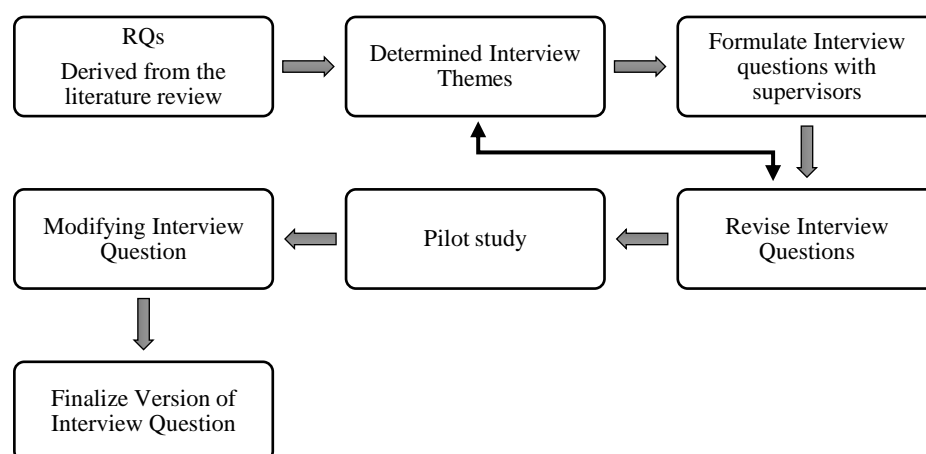 RQs
Derived from the
literature review
Determined Interview
Themes
Formulate Interview
questions with
supervisors
Modifying Interview
Question
Pilot study
Revise Interview
Questions
Finalize Version of
Interview Question